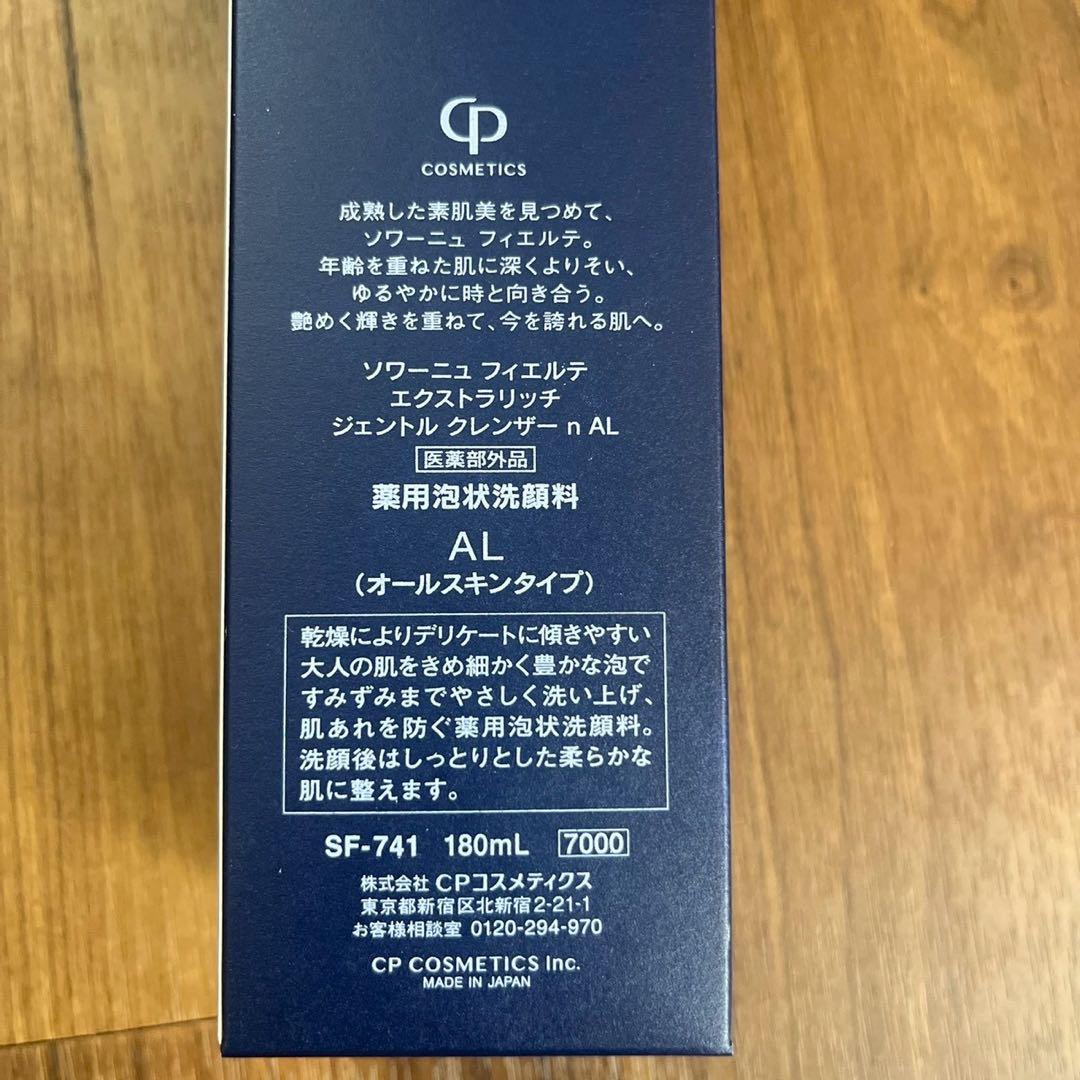 CP
COSMETICS
成熟した素肌美を見つめて、
ソワーニュ フィエルテ。
年齢を重ねた肌に深くよりそい、
ゆるやかに時と向き合う。
艶めく輝きを重ねて、今を誇れる肌へ。
ソワーニュ フィエルテ
エクストラリッチ
ジェントル クレンザー n AL
医薬部外品
薬用泡状洗顔料
AL
(オールスキンタイプ)
乾燥によりデリケートに傾きやすい
大人の肌をきめ細かく豊かな泡で
すみずみまでやさしく洗い上げ、
肌あれを防ぐ薬用泡状洗顔料。
洗顔後はしっとりとした柔らかな
肌に整えます。
SF-741 180mL 7000
株式会社 CPコスメティクス
東京都新宿区北新宿2-21-1
お客様相談室 0120-294-970
CP COSMETICS Inc.
MADE IN JAPAN